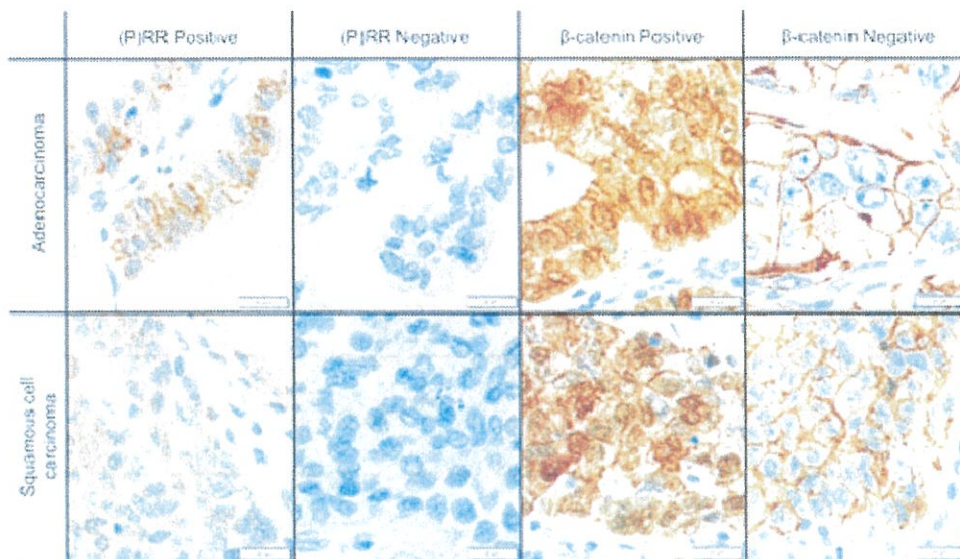 (P)RR Positive
(P)RR Negative
β-catenin Positive
β-catenin Negative
Adenocarcinoma
Squamous cell
carcinoma